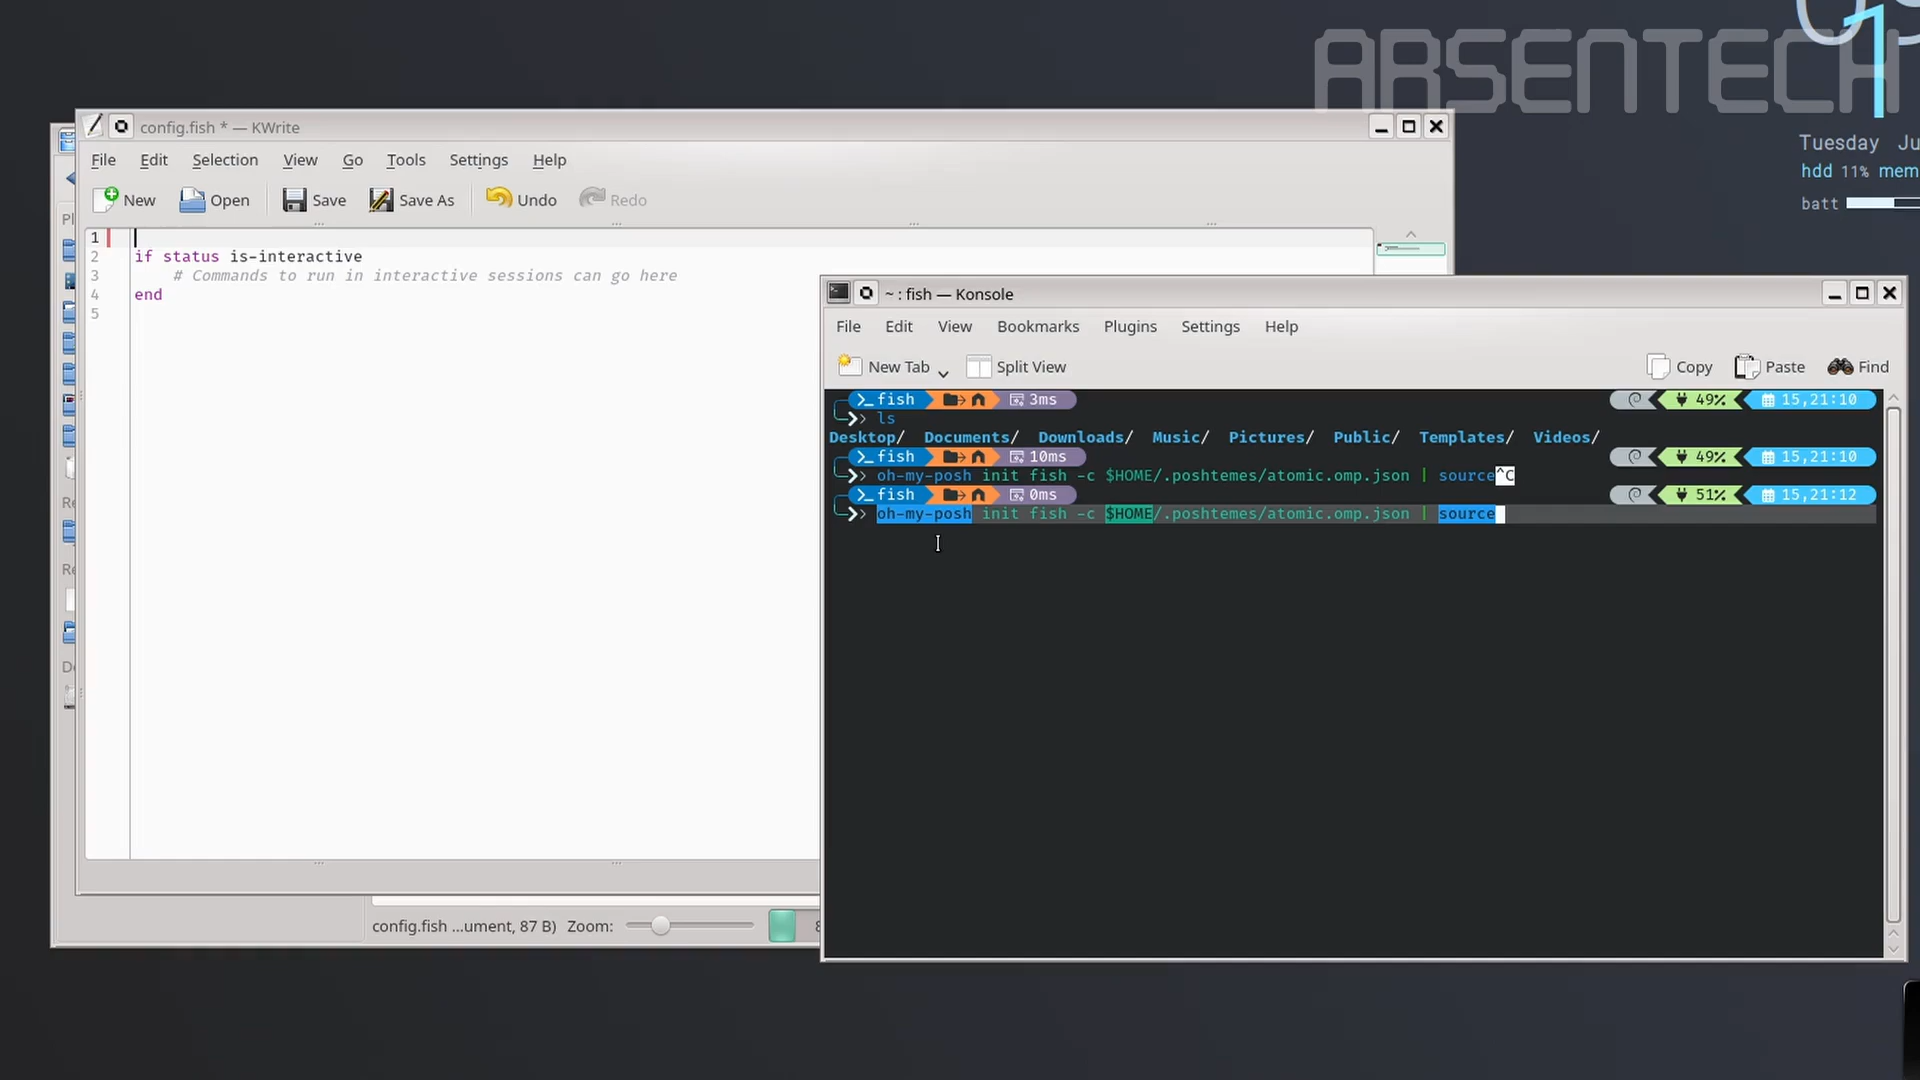 ARSENTECH
Tuesday Ju
hdd 11% mem
batt
config.fish * — KWrite
File Edit Selection View Go Tools Settings Help
New Open Save Save As Undo Redo
1
2 if status is-interactive
3 # Commands to run in interactive sessions can go here
4 end
5
Pl
Re
Re
De
config.fish ...ument, 87 B) Zoom:
~ : fish — Konsole
File Edit View Bookmarks Plugins Settings Help
New Tab Split View Copy Paste Find
fish 3ms 49% 15,21:10
ls
Desktop/ Documents/ Downloads/ Music/ Pictures/ Public/ Templates/ Videos/
fish 10ms 49% 15,21:10
oh-my-posh init fish -c $HOME/.poshtemes/atomic.omp.json | source^C
fish 0ms 51% 15,21:12
oh-my-posh init fish -c $HOME/.poshtemes/atomic.omp.json | source